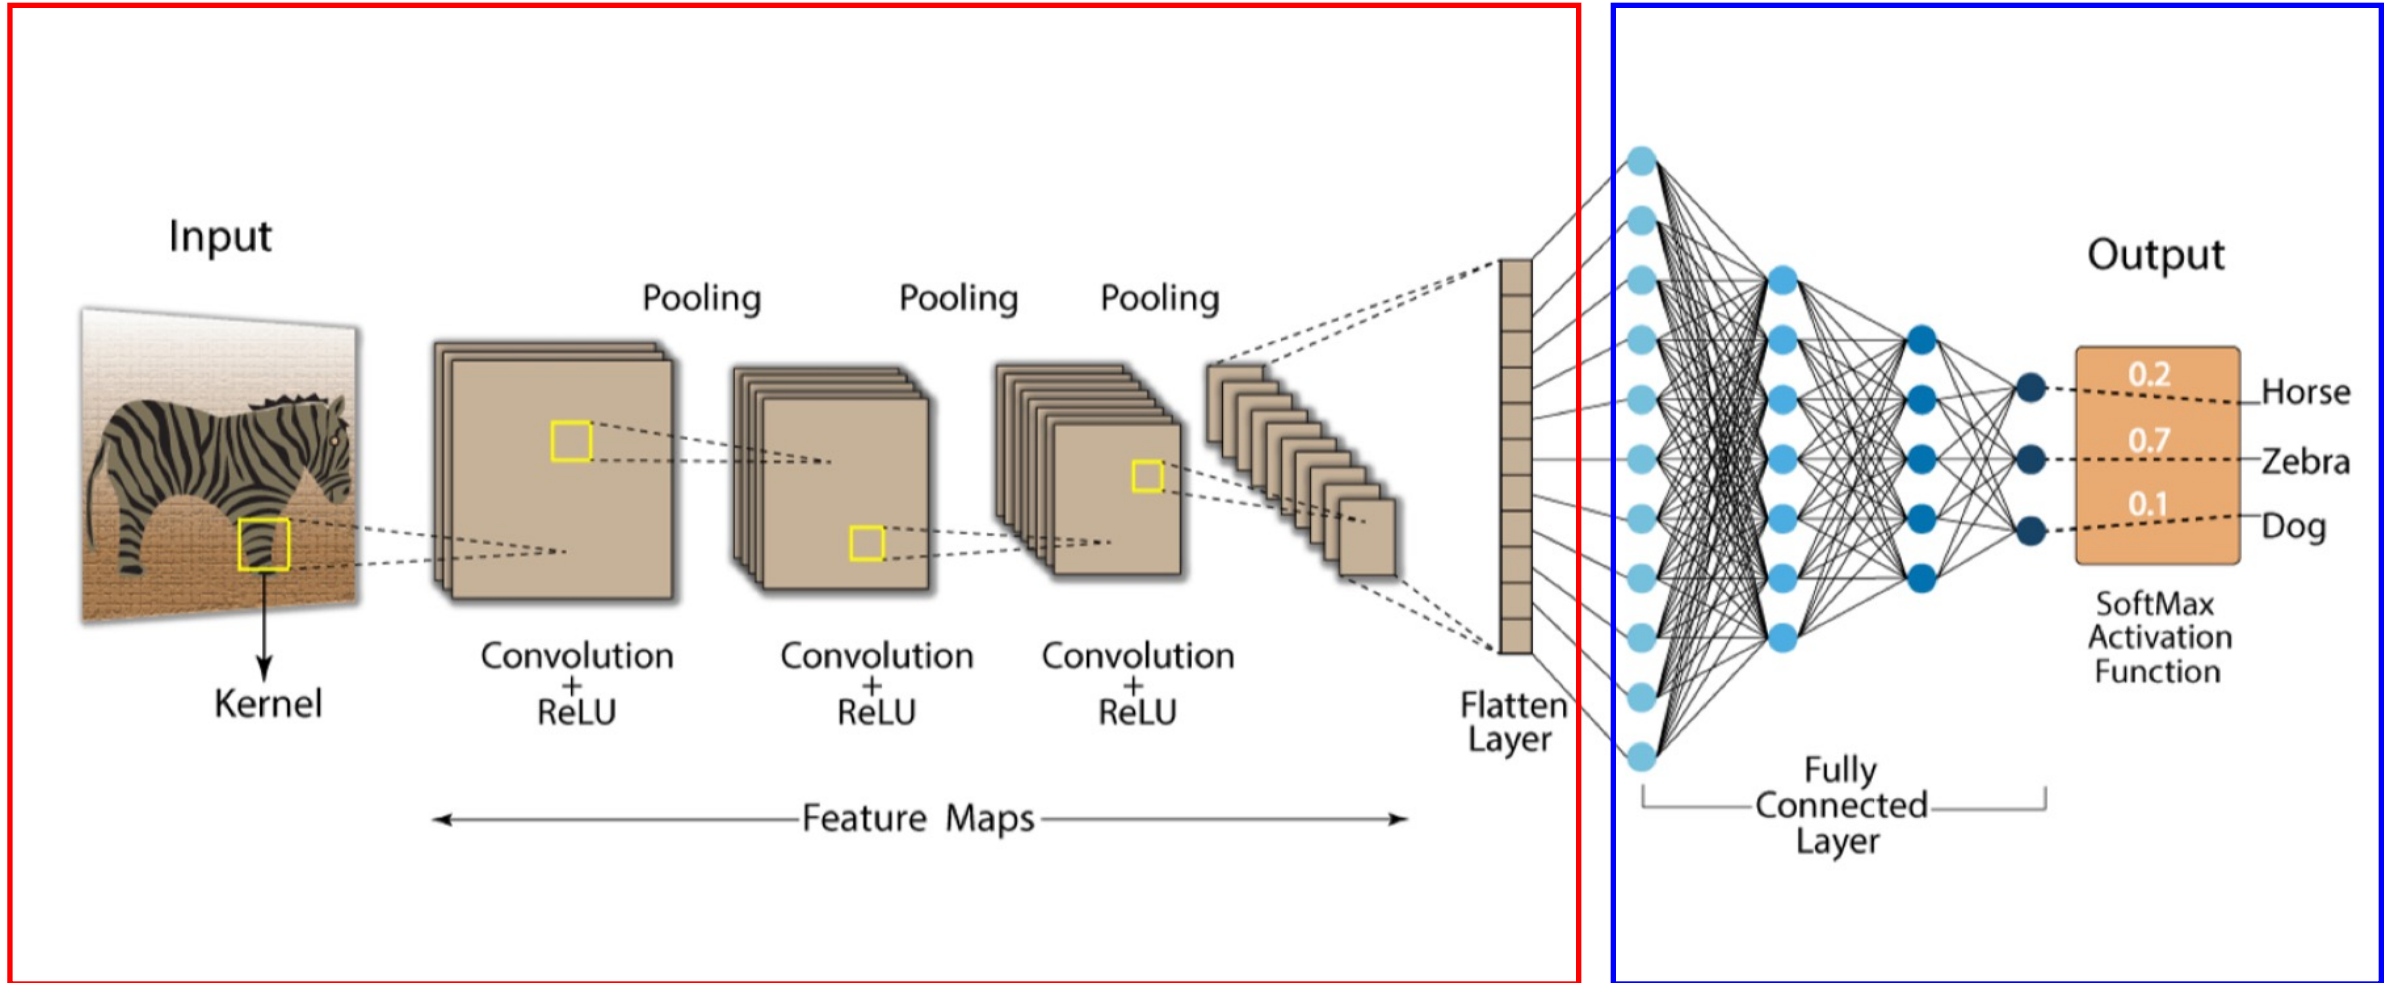 Input
Kernel
Pooling
Pooling
Pooling
Convolution
+
ReLU
Convolution
+
ReLU
Convolution
+
ReLU
Feature Maps
Flatten
Layer
Fully
Connected
Layer
Output
0.2
Horse
0.7
Zebra
0.1
Dog
SoftMax
Activation
Function